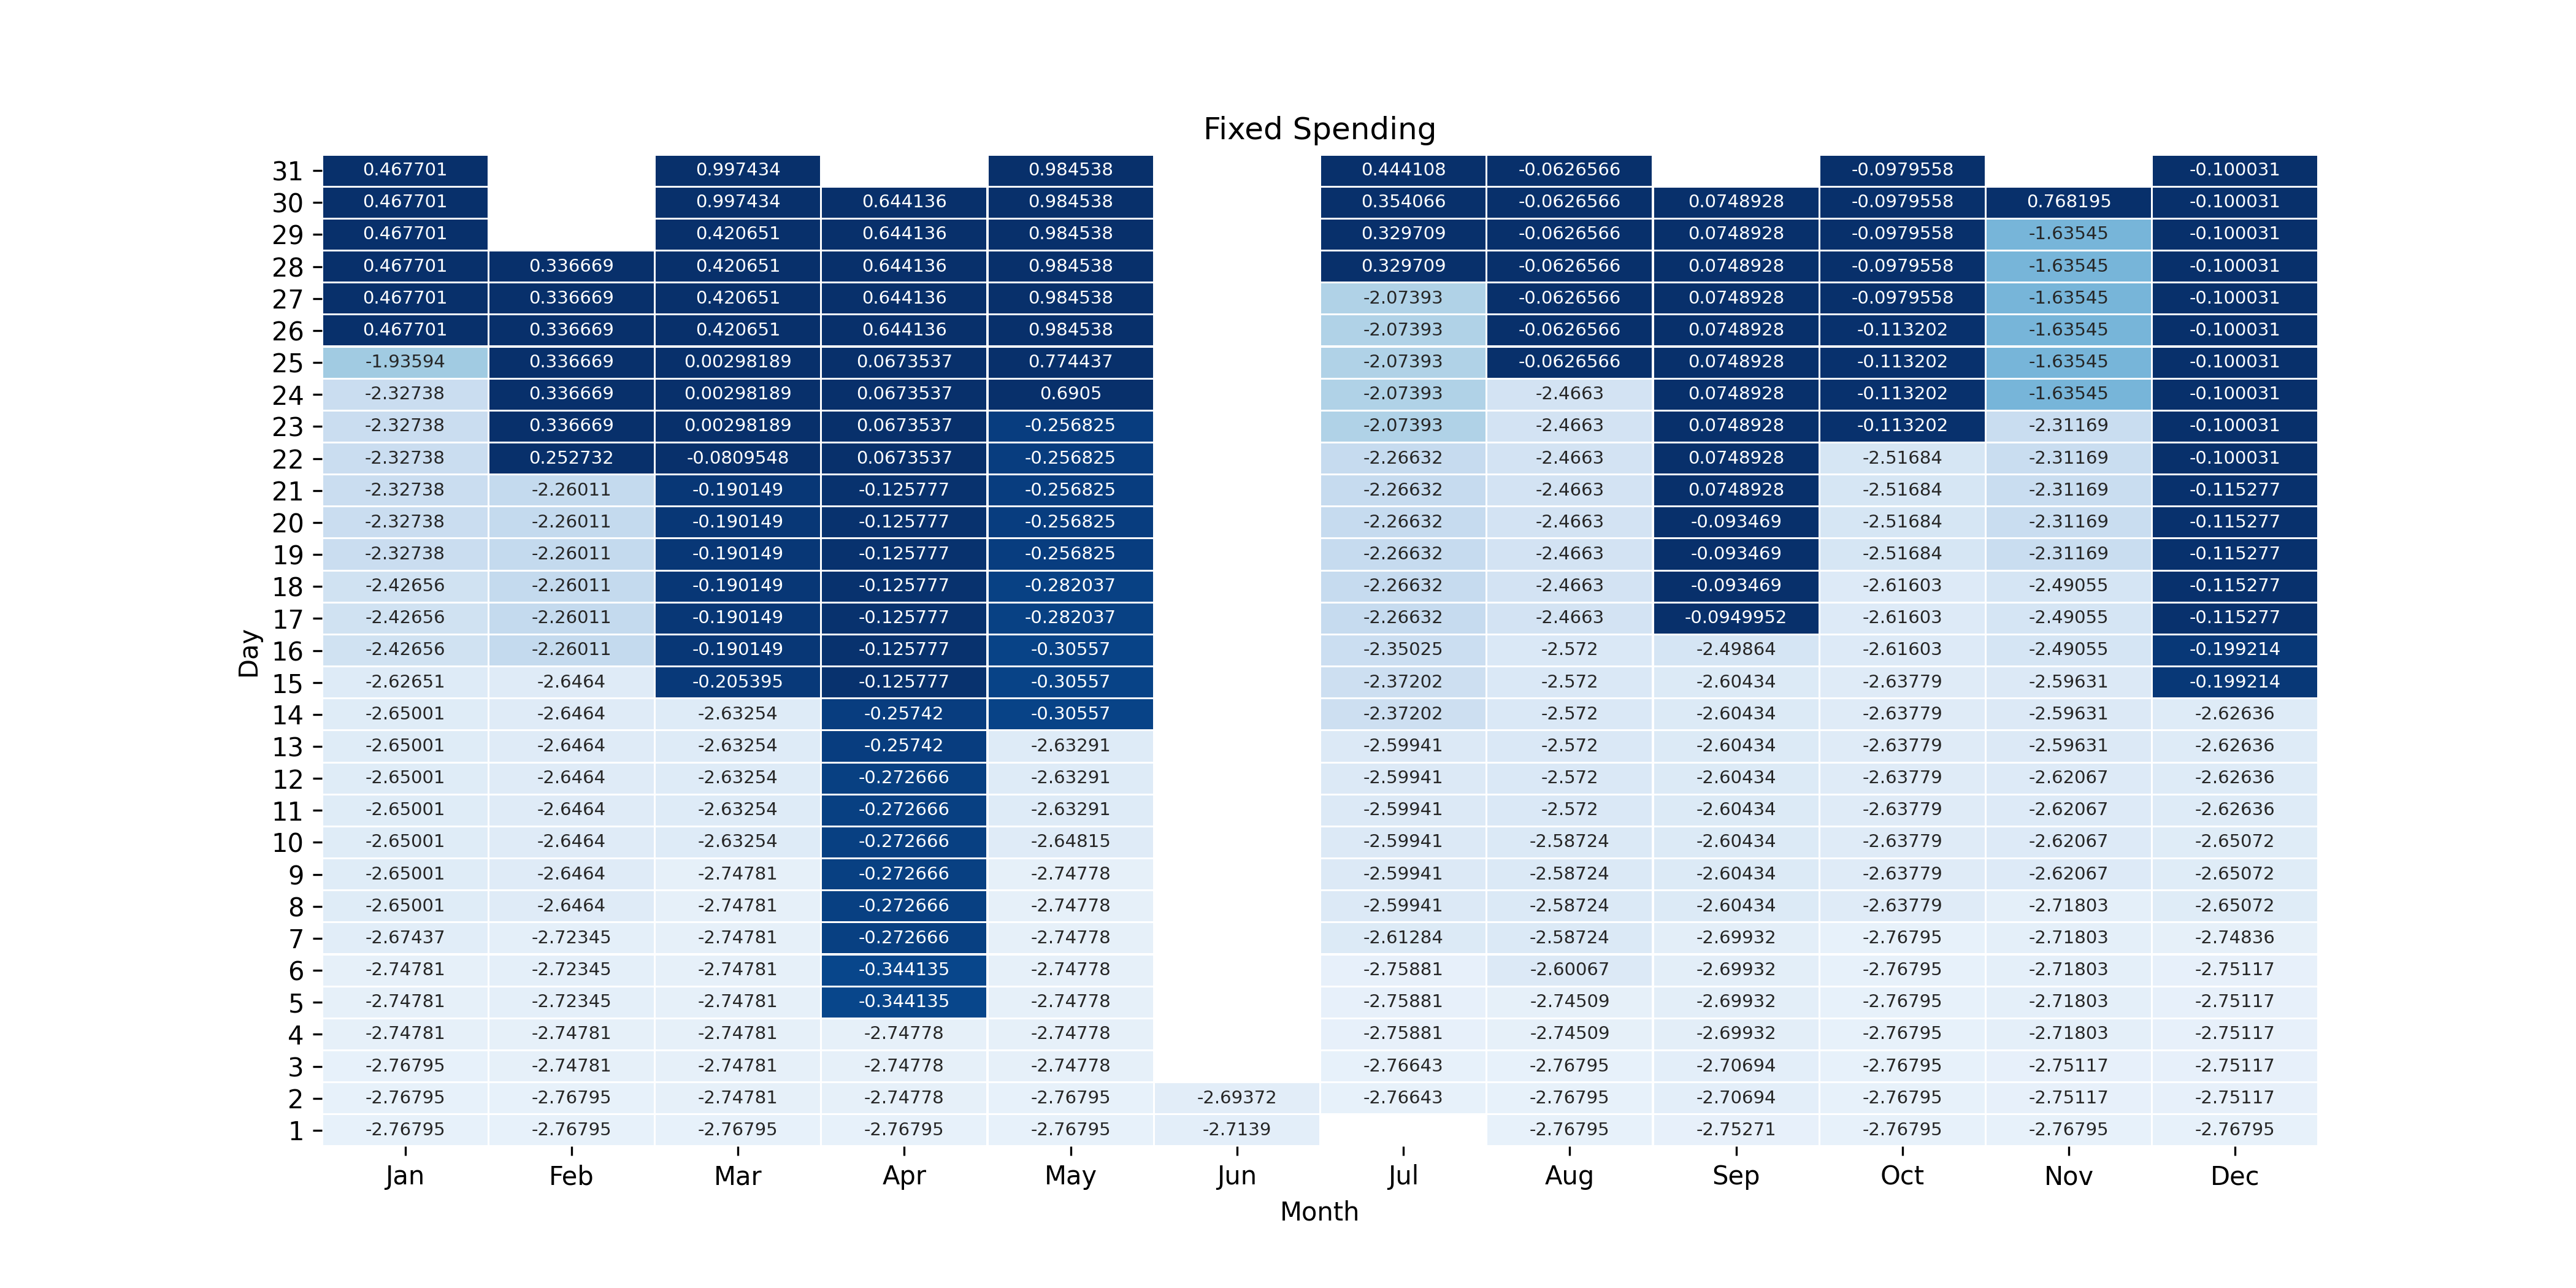 Fixed Spending
31 0.467701 0.997434 0.984538 0.444108 -0.0626566 -0.0979558 -0.100031
30 0.467701 0.997434 0.644136 0.984538 0.354066 -0.0626566 0.0748928 -0.0979558 0.768195 -0.100031
29 0.467701 0.420651 0.644136 0.984538 0.329709 -0.0626566 0.0748928 -0.0979558 -1.63545 -0.100031
28 0.467701 0.336669 0.420651 0.644136 0.984538 0.329709 -0.0626566 0.0748928 -0.0979558 -1.63545 -0.100031
27 0.467701 0.336669 0.420651 0.644136 0.984538 -2.07393 -0.0626566 0.0748928 -0.0979558 -1.63545 -0.100031
26 0.467701 0.336669 0.420651 0.644136 0.984538 -2.07393 -0.0626566 0.0748928 -0.113202 -1.63545 -0.100031
25 -1.93594 0.336669 0.00298189 0.0673537 0.774437 -2.07393 -0.0626566 0.0748928 -0.113202 -1.63545 -0.100031
24 -2.32738 0.336669 0.00298189 0.0673537 0.6905 -2.07393 -2.4663 0.0748928 -0.113202 -1.63545 -0.100031
23 -2.32738 0.336669 0.00298189 0.0673537 -0.256825 -2.07393 -2.4663 0.0748928 -0.113202 -2.31169 -0.100031
22 -2.32738 0.252732 -0.0809548 0.0673537 -0.256825 -2.26632 -2.4663 0.0748928 -2.51684 -2.31169 -0.100031
21 -2.32738 -2.26011 -0.190149 -0.125777 -0.256825 -2.26632 -2.4663 0.0748928 -2.51684 -2.31169 -0.115277
20 -2.32738 -2.26011 -0.190149 -0.125777 -0.256825 -2.26632 -2.4663 -0.093469 -2.51684 -2.31169 -0.115277
19 -2.32738 -2.26011 -0.190149 -0.125777 -0.256825 -2.26632 -2.4663 -0.093469 -2.51684 -2.31169 -0.115277
18 -2.42656 -2.26011 -0.190149 -0.125777 -0.282037 -2.26632 -2.4663 -0.093469 -2.61603 -2.49055 -0.115277
17 -2.42656 -2.26011 -0.190149 -0.125777 -0.282037 -2.26632 -2.4663 -0.0949952 -2.61603 -2.49055 -0.115277
16 -2.42656 -2.26011 -0.190149 -0.125777 -0.30557 -2.35025 -2.572 -2.49864 -2.61603 -2.49055 -0.199214
15 -2.62651 -2.6464 -0.205395 -0.125777 -0.30557 -2.37202 -2.572 -2.60434 -2.63779 -2.59631 -0.199214
14 -2.65001 -2.6464 -2.63254 -0.25742 -0.30557 -2.37202 -2.572 -2.60434 -2.63779 -2.59631 -2.62636
13 -2.65001 -2.6464 -2.63254 -0.25742 -2.63291 -2.59941 -2.572 -2.60434 -2.63779 -2.59631 -2.62636
12 -2.65001 -2.6464 -2.63254 -0.272666 -2.63291 -2.59941 -2.572 -2.60434 -2.63779 -2.62067 -2.62636
11 -2.65001 -2.6464 -2.63254 -0.272666 -2.63291 -2.59941 -2.572 -2.60434 -2.63779 -2.62067 -2.62636
10 -2.65001 -2.6464 -2.63254 -0.272666 -2.64815 -2.59941 -2.58724 -2.60434 -2.63779 -2.62067 -2.65072
9 -2.65001 -2.6464 -2.74781 -0.272666 -2.74778 -2.59941 -2.58724 -2.60434 -2.63779 -2.62067 -2.65072
8 -2.65001 -2.6464 -2.74781 -0.272666 -2.74778 -2.59941 -2.58724 -2.60434 -2.63779 -2.71803 -2.65072
7 -2.67437 -2.72345 -2.74781 -0.272666 -2.74778 -2.61284 -2.58724 -2.69932 -2.76795 -2.71803 -2.74836
6 -2.74781 -2.72345 -2.74781 -0.344135 -2.74778 -2.75881 -2.60067 -2.69932 -2.76795 -2.71803 -2.75117
5 -2.74781 -2.72345 -2.74781 -0.344135 -2.74778 -2.75881 -2.74509 -2.69932 -2.76795 -2.71803 -2.75117
4 -2.74781 -2.74781 -2.74781 -2.74778 -2.74778 -2.75881 -2.74509 -2.69932 -2.76795 -2.71803 -2.75117
3 -2.76795 -2.74781 -2.74781 -2.74778 -2.74778 -2.76643 -2.76795 -2.70694 -2.76795 -2.75117 -2.75117
2 -2.76795 -2.76795 -2.74781 -2.74778 -2.76795 -2.69372 -2.76643 -2.76795 -2.70694 -2.76795 -2.75117 -2.75117
1 -2.76795 -2.76795 -2.76795 -2.76795 -2.76795 -2.7139 -2.76795 -2.75271 -2.76795 -2.76795 -2.76795
Jan Feb Mar Apr May Jun Jul Aug Sep Oct Nov Dec
Month
Day